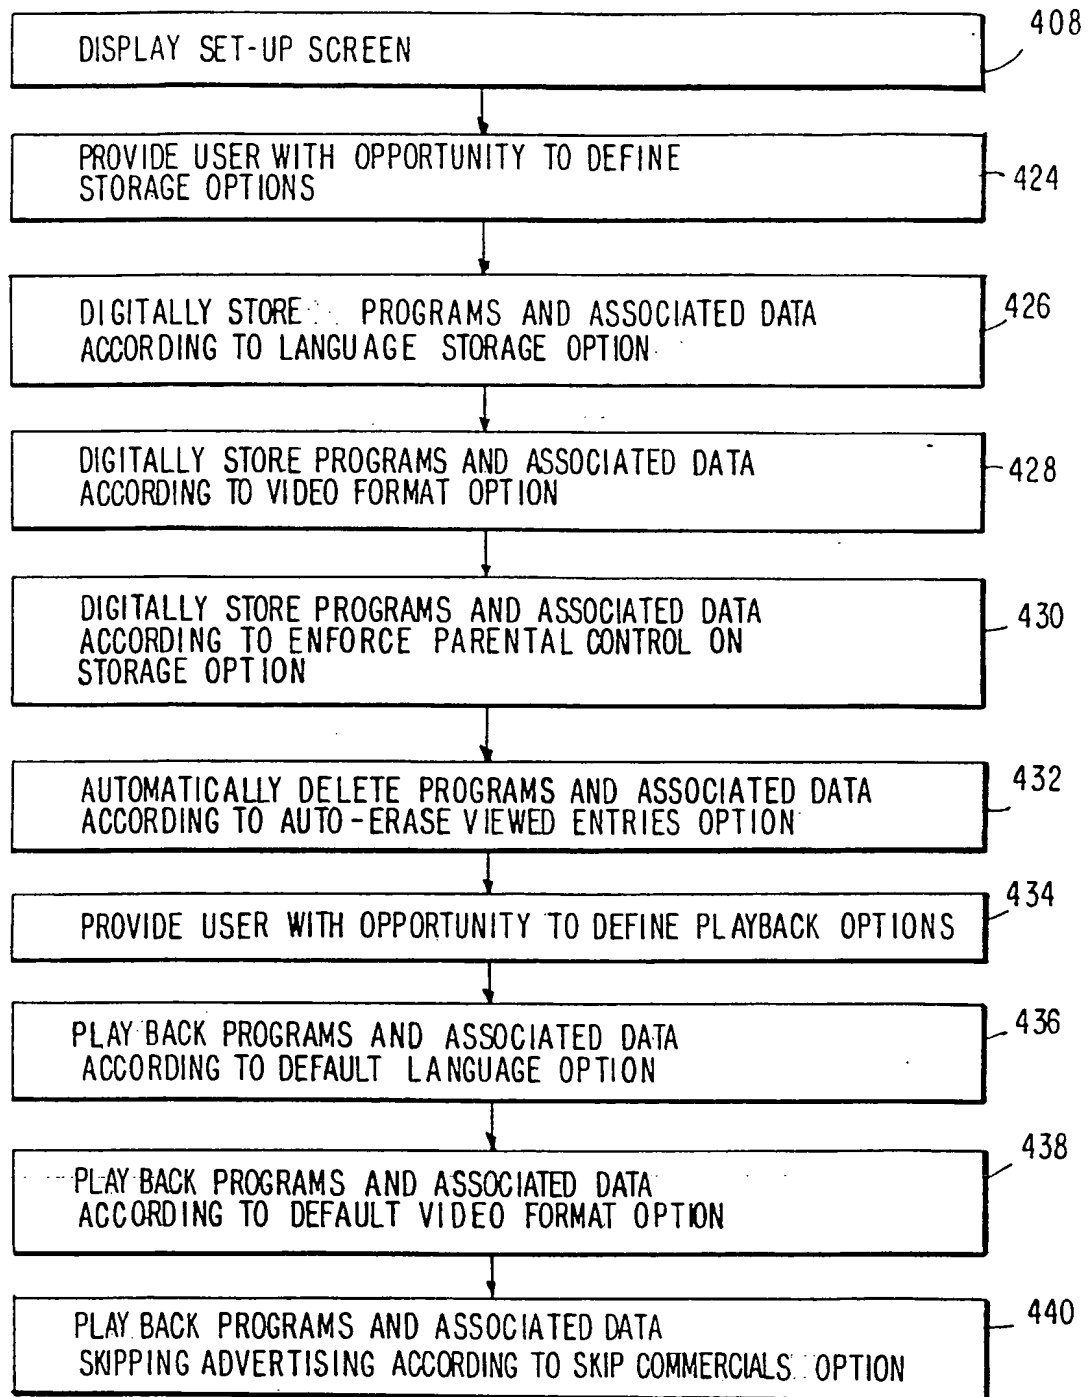 408
DISPLAY SET-UP SCREEN
PROVIDE USER WITH OPPORTUNITY TO DEFINE
STORAGE OPTIONS
424
DIGITALLY STORE PROGRAMS AND ASSOCIATED DATA
ACCORDING TO LANGUAGE STORAGE OPTION
426
DIGITALLY STORE PROGRAMS AND ASSOCIATED DATA
ACCORDING TO VIDEO FORMAT OPTION
428
DIGITALLY STORE PROGRAMS AND ASSOCIATED DATA
ACCORDING TO ENFORCE PARENTAL CONTROL ON
STORAGE OPTION
430
AUTOMATICALLY DELETE PROGRAMS AND ASSOCIATED DATA
ACCORDING TO AUTO-ERASE VIEWED ENTRIES OPTION
432
PROVIDE USER WITH OPPORTUNITY TO DEFINE PLAYBACK OPTIONS
434
PLAY BACK PROGRAMS AND ASSOCIATED DATA
ACCORDING TO DEFAULT LANGUAGE OPTION
436
PLAY BACK PROGRAMS AND ASSOCIATED DATA
ACCORDING TO DEFAULT VIDEO FORMAT OPTION
438
PLAY BACK PROGRAMS AND ASSOCIATED DATA
SKIPPING ADVERTISING ACCORDING TO SKIP COMMERCIALS OPTION
440